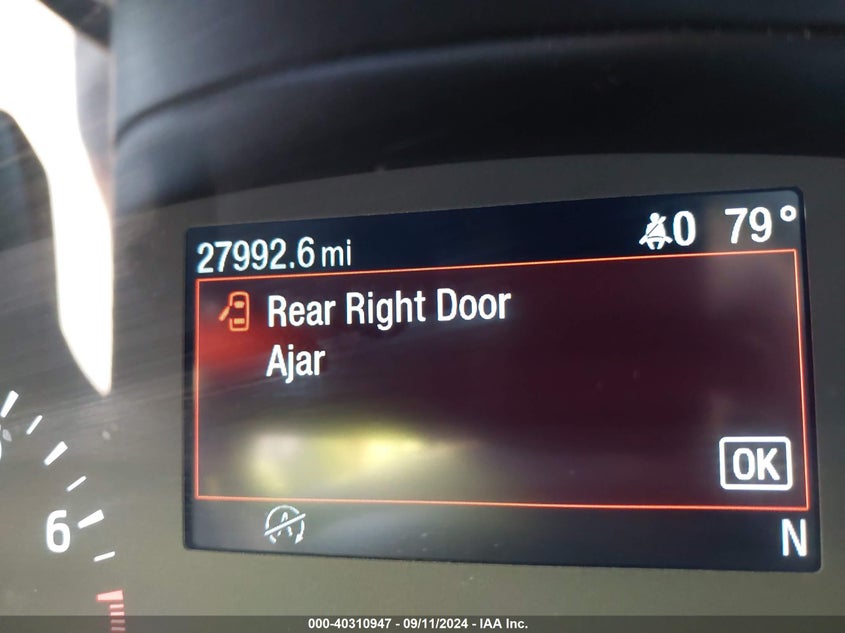 27992.6 mi
0 79°
Rear Right Door
Ajar
OK
6
N
000-40310947 - 09/11/2024 - IAA Inc.